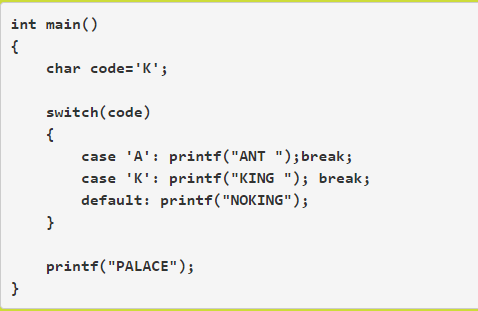 int main()
{
    char code='K';

    switch(code)
    {
        case 'A': printf("ANT ");break;
        case 'K': printf("KING "); break;
        default: printf("NOKING");
    }

    printf("PALACE");
}